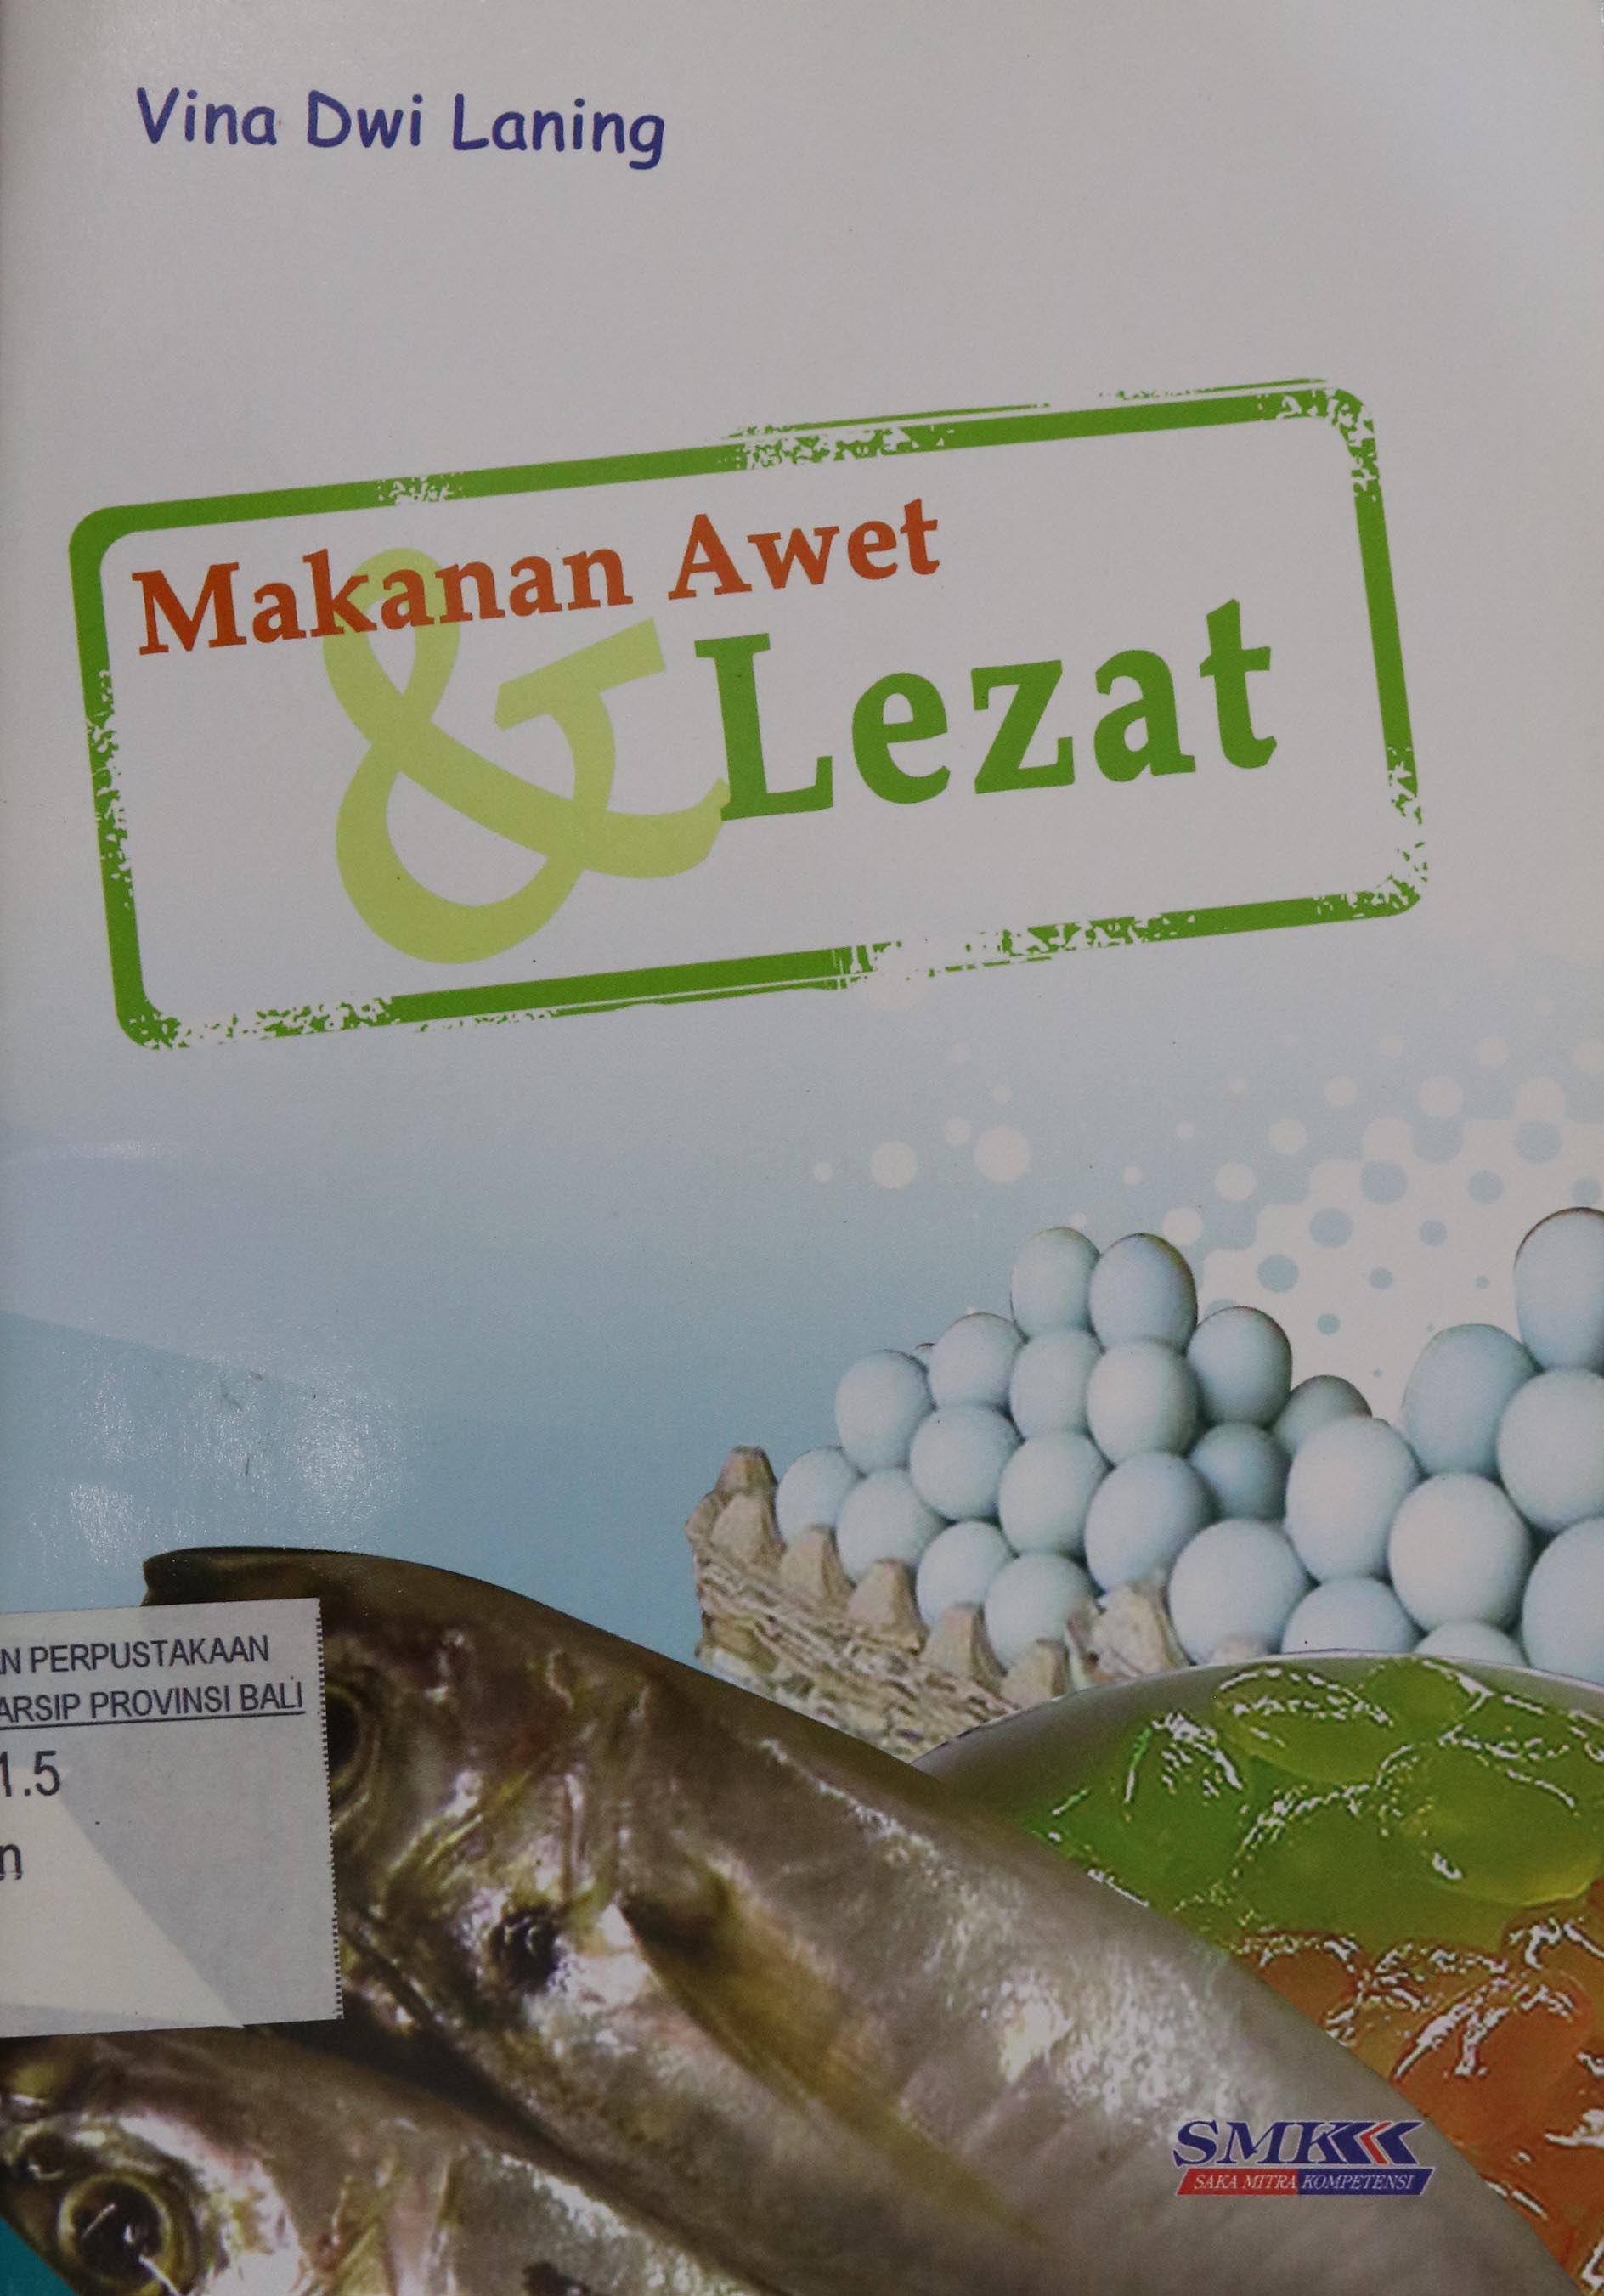 Vina Dwi Laning
Makanan Awet
& Lezat
N PERPUSTAKAAN
ARSIP PROVINSI BALI
1.5
n
SMK
SAKA MITRA KOMPETENSI